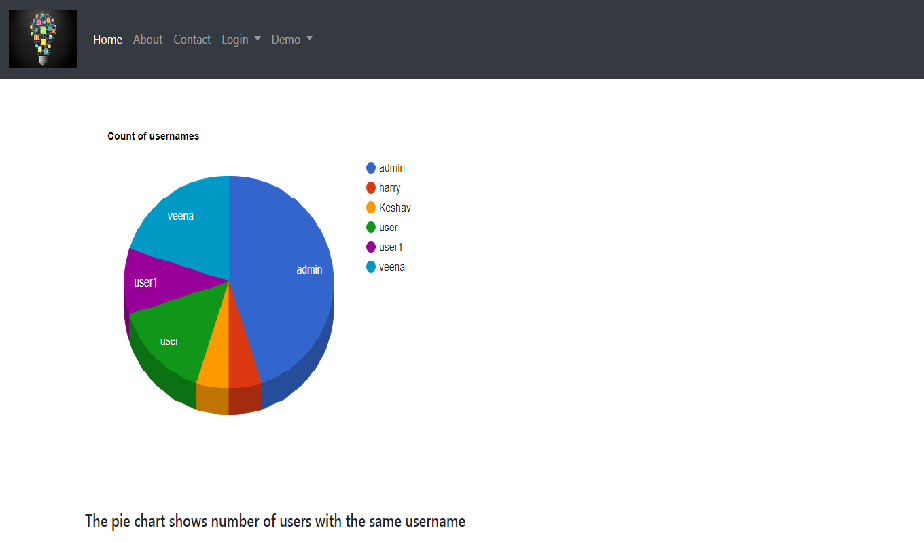 Home About Contact Login Demo
Count of usernames
admin
harry
Keshav
user
user1
veena
veena
admin
user1
user
The pie chart shows number of users with the same username